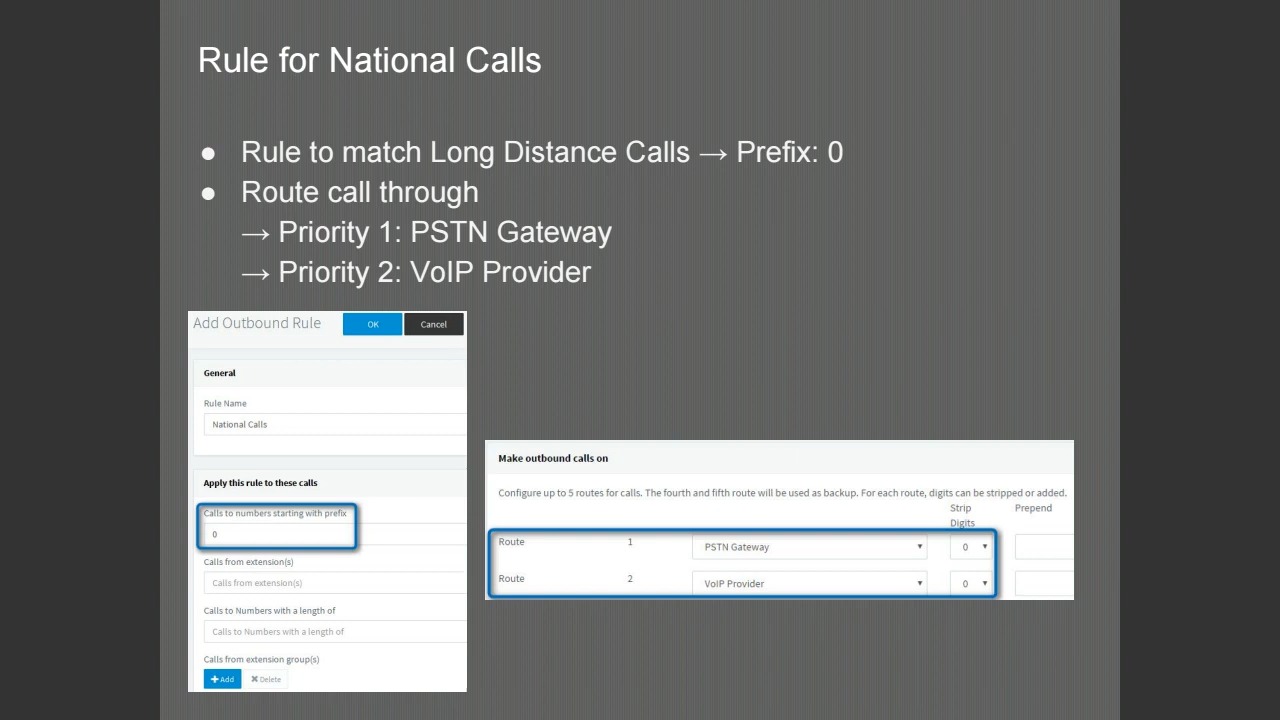 Rule for National Calls
● Rule to match Long Distance Calls → Prefix: 0
● Route call through
→ Priority 1: PSTN Gateway
→ Priority 2: VoIP Provider
Add Outbound Rule OK Cancel
General
Rule Name
National Calls
Apply this rule to these calls
Calls to numbers starting with prefix
0
Calls from extension(s)
Calls from extension(s)
Calls to Numbers with a length of
Calls to Numbers with a length of
Calls from extension group(s)
+ Add ✖ Delete
Make outbound calls on
Configure up to 5 routes for calls. The fourth and fifth route will be used as backup. For each route, digits can be stripped or added.
Strip Digits Prepend
Route 1 PSTN Gateway 0
Route 2 VoIP Provider 0